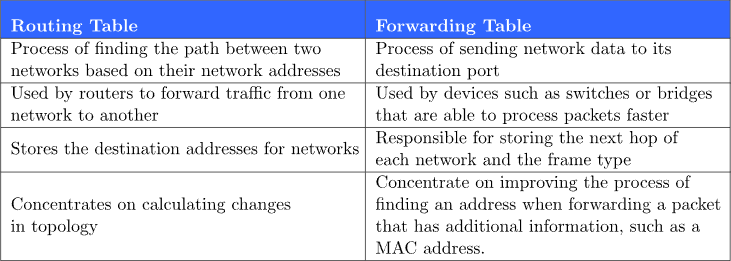 Routing Table
Forwarding Table
Process of finding the path between two
networks based on their network addresses
Process of sending network data to its
destination port
Used by routers to forward traffic from one
network to another
Used by devices such as switches or bridges
that are able to process packets faster
Stores the destination addresses for networks
Responsible for storing the next hop of
each network and the frame type
Concentrates on calculating changes
in topology
Concentrate on improving the process of
finding an address when forwarding a packet
that has additional information, such as a
MAC address.